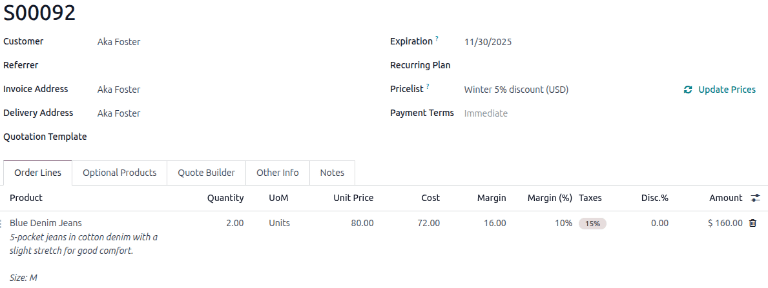 S00092
Customer Aka Foster Expiration ? 11/30/2025
Referrer Recurring Plan
Invoice Address Aka Foster Pricelist ? Winter 5% discount (USD) Update Prices
Delivery Address Aka Foster Payment Terms Immediate
Quotation Template
Order Lines Optional Products Quote Builder Other Info Notes
Product Quantity UoM Unit Price Cost Margin Margin (%) Taxes Disc.% Amount
Blue Denim Jeans 2.00 Units 80.00 72.00 16.00 10% 15% 0.00 $ 160.00
5-pocket jeans in cotton denim with a
slight stretch for good comfort.
Size: M